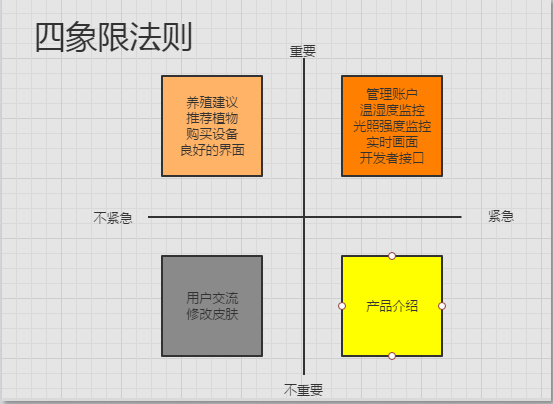 四象限法则
重要
养殖建议
推荐植物
购买设备
良好的界面
管理账户
温湿度监控
光照强度监控
实时画面
开发者接口
不紧急
紧急
用户交流
修改皮肤
产品介绍
不重要